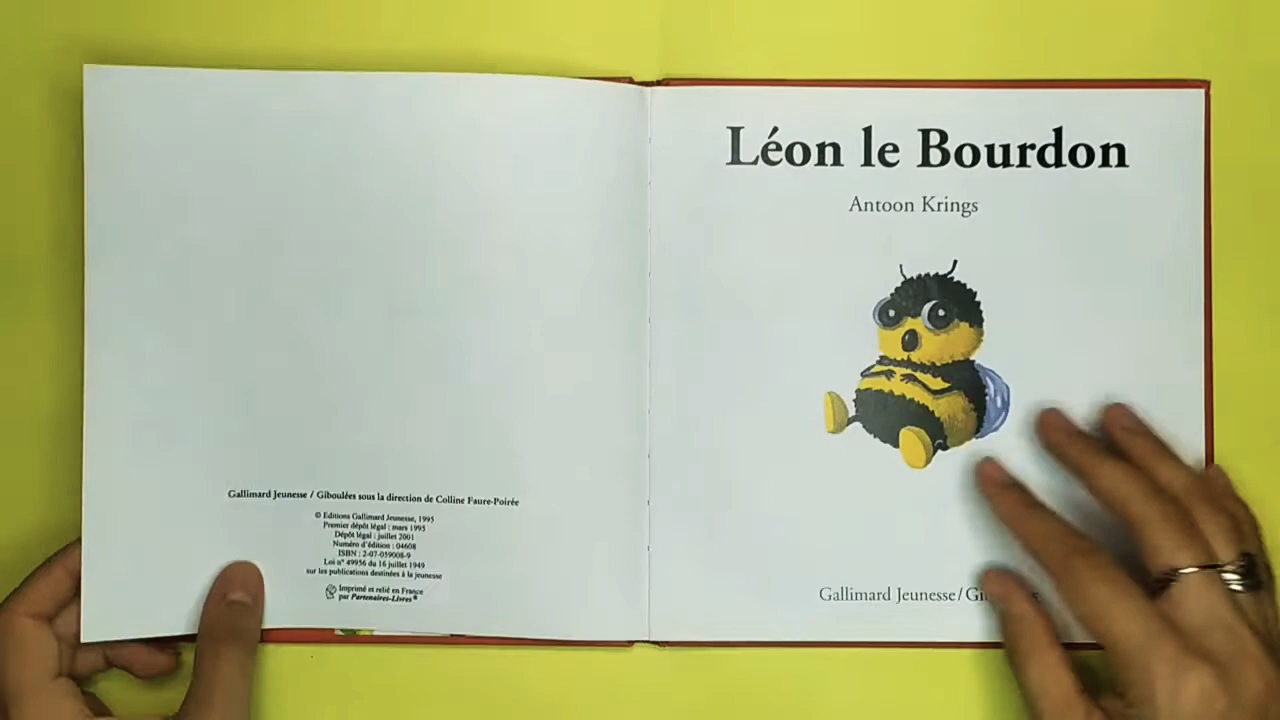 Gallimard Jeunesse / Giboulées sous la direction de Colline Faure-Poirée
© Editions Gallimard Jeunesse, 1995
Premier dépôt légal : mars 1995
Dépôt légal : juillet 2001
Numéro d'édition : 04608
ISBN : 2-07-059008-9
Loi n° 49956 du 16 juillet 1949
sur les publications destinées à la jeunesse
Imprimé et relié en France
par Partenaires-Livres®
Léon le Bourdon
Antoon Krings
Gallimard Jeunesse /